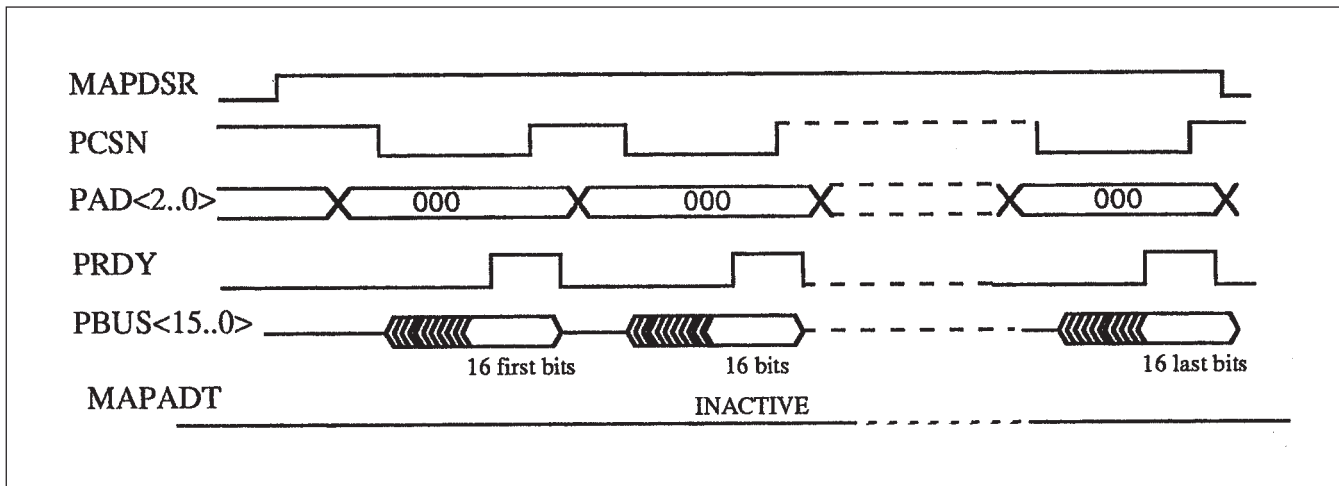 MAPDSR
PCSN
PAD<2..0> 000 000 000
PRDY
PBUS<15..0>
16 first bits 16 bits 16 last bits
MAPADT
INACTIVE